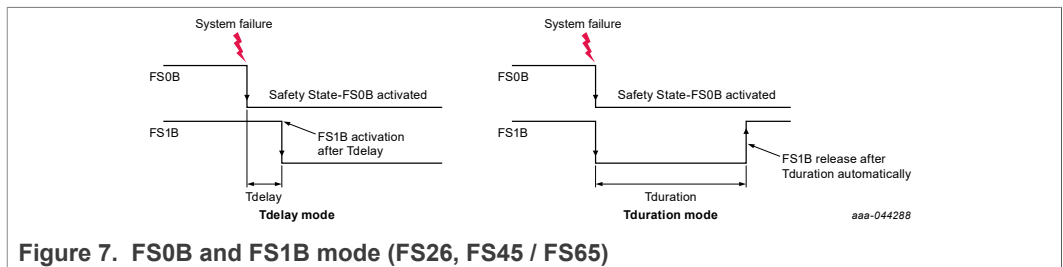 System failure
FS0B
Safety State-FS0B activated
FS1B
FS1B activation
after TDelay
Tdelay
Tdelay mode
System failure
FS0B
Safety State-FS0B activated
FS1B
FS1B release after
Tduration automatically
Tduration
Tduration mode
aaa-044288
Figure 7. FS0B and FS1B mode (FS26, FS45 / FS65)